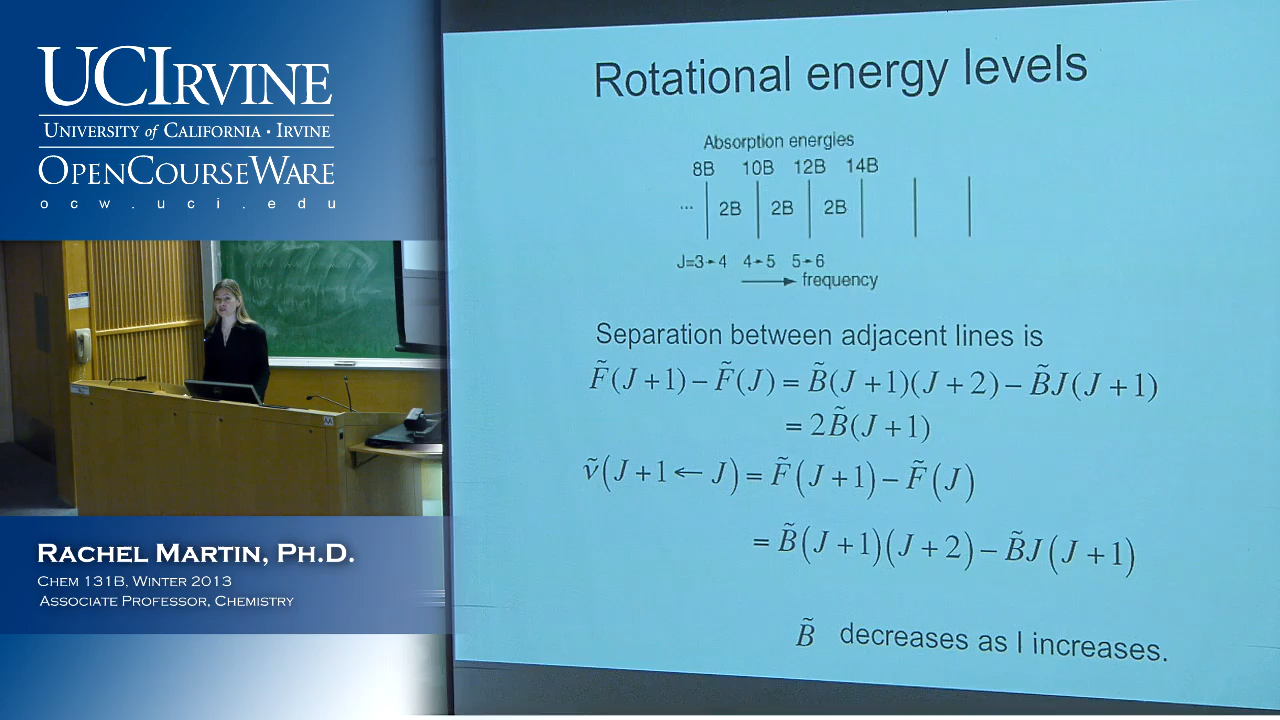 UCIRVINE
UNIVERSITY of CALIFORNIA · IRVINE
OPENCOURSEWARE
ocw.uci.edu
RACHEL MARTIN, PH.D.
CHEM 131B, WINTER 2013
ASSOCIATE PROFESSOR, CHEMISTRY
Rotational energy levels
Absorption energies
8B 10B 12B 14B
... 2B 2B 2B
J=3→4 4→5 5→6
→ frequency
Separation between adjacent lines is
F̃(J+1)−F̃(J)=B̃(J+1)(J+2)−B̃J(J+1)
=2B̃(J+1)
ṽ(J+1←J)=F̃(J+1)−F̃(J)
=B̃(J+1)(J+2)−B̃J(J+1)
B̃ decreases as I increases.